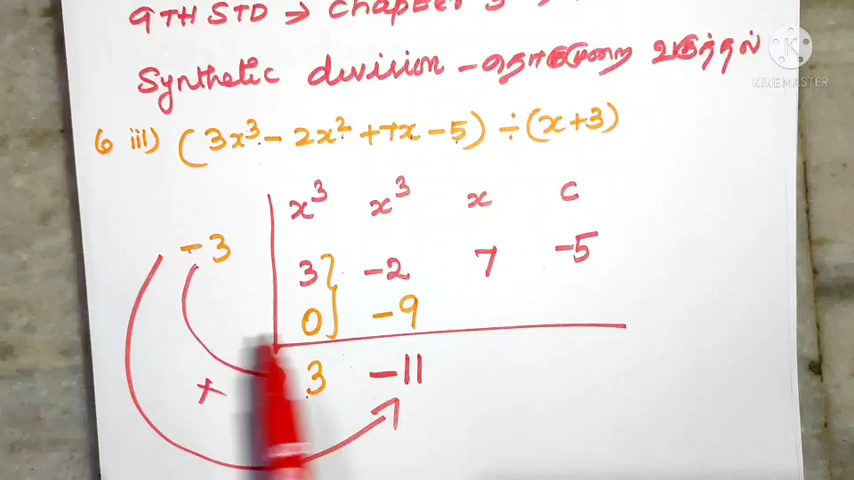 9TH STD → Chapter 3
Synthetic division - தொகுமுறை வகுத்தல்
KINEMASTER
6 iii) (3x³ - 2x² + 7x - 5) ÷ (x + 3)
x³ x³ x c
-3 3 -2 7 -5
0 -9
x 3 -11